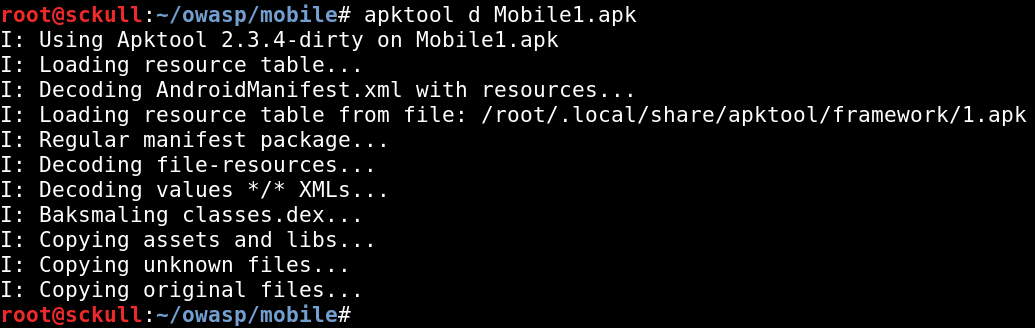 root@sckull:~/owasp/mobile# apktool d Mobile1.apk
I: Using Apktool 2.3.4-dirty on Mobile1.apk
I: Loading resource table...
I: Decoding AndroidManifest.xml with resources...
I: Loading resource table from file: /root/.local/share/apktool/framework/1.apk
I: Regular manifest package...
I: Decoding file-resources...
I: Decoding values */* XMLs...
I: Baksmaling classes.dex...
I: Copying assets and libs...
I: Copying unknown files...
I: Copying original files...
root@sckull:~/owasp/mobile#